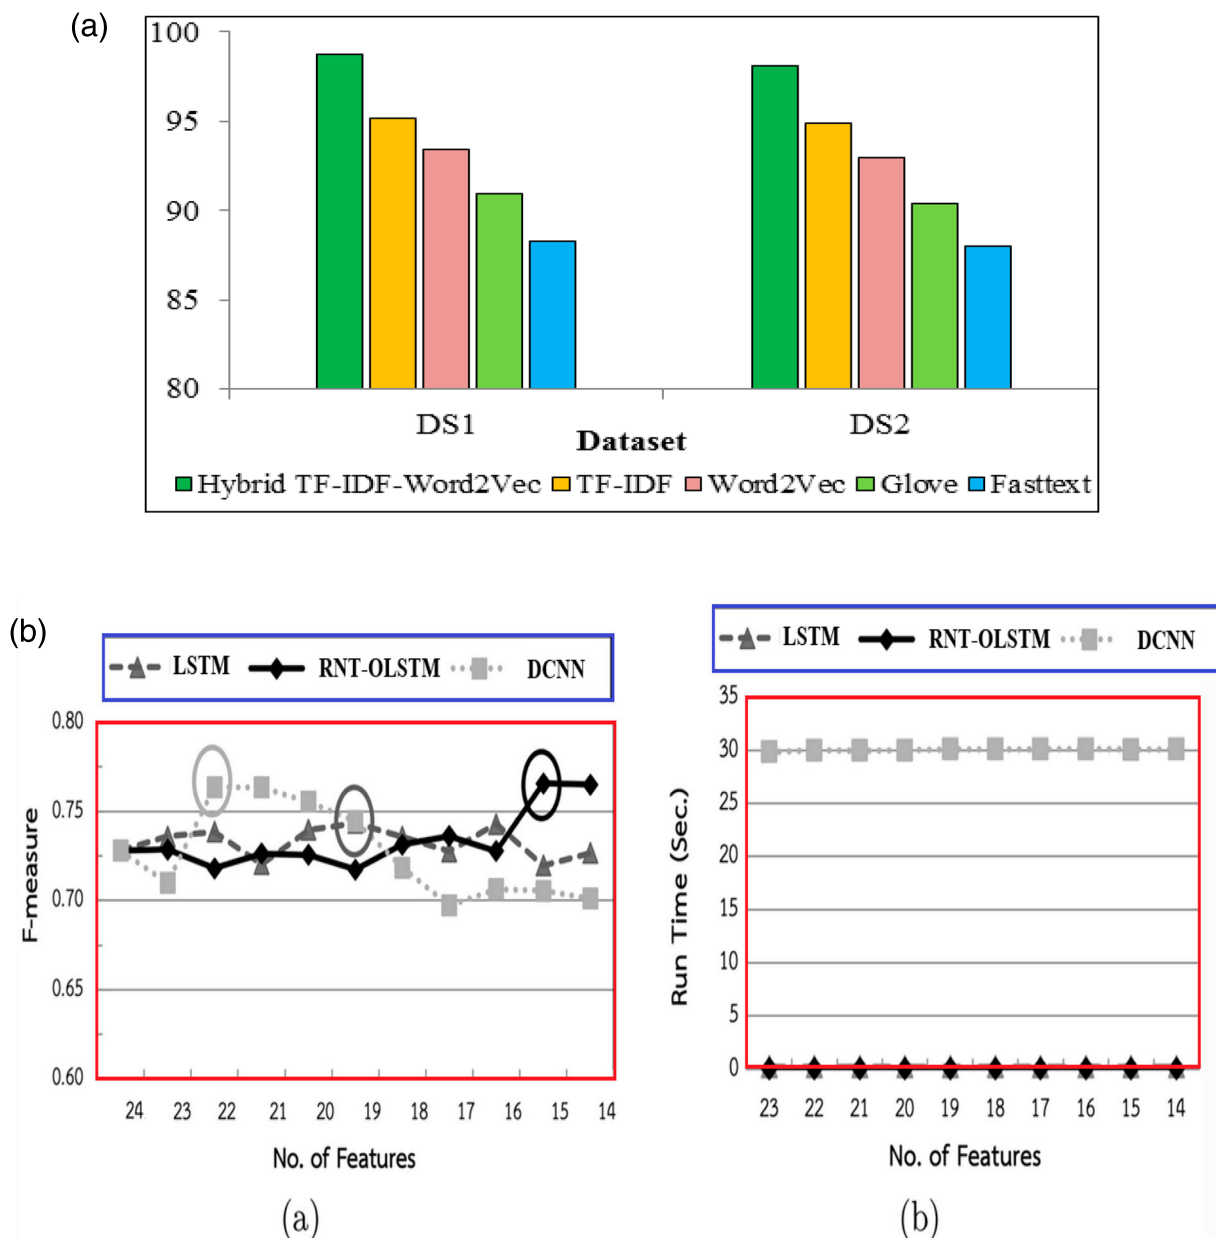 (a)
100
95
90
85
80
DS1
DS2
Dataset
Hybrid TF-IDF-Word2Vec TF-IDF Word2Vec Glove Fasttext
(b)
LSTM RNT-OLSTM DCNN
0.80
0.75
0.70
0.65
0.60
F-measure
24 23 22 21 20 19 18 17 16 15 14
No. of Features
(a)
LSTM RNT-OLSTM DCNN
35
30
25
20
15
10
5
0
Run Time (Sec.)
23 22 21 20 19 18 17 16 15 14
No. of Features
(b)